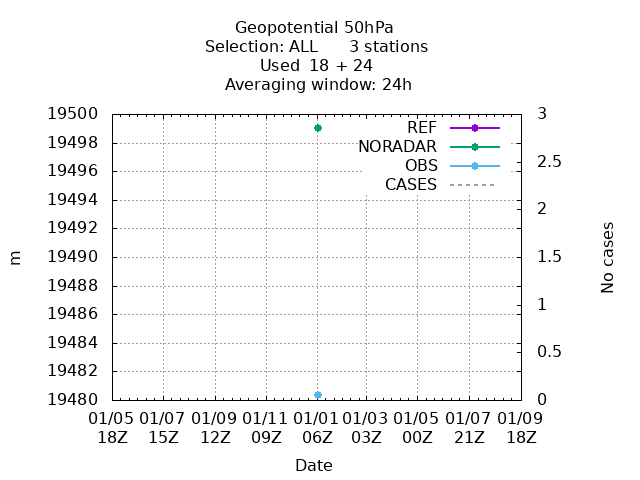 Geopotential 50hPa
Selection: ALL 3 stations
Used 18 + 24
Averaging window: 24h
19500
19498
19496
19494
19492
19490
19488
19486
19484
19482
19480
m
3
2.5
2
1.5
1
0.5
0
No cases
REF
NORADAR
OBS
CASES
01/05 01/07 01/09 01/11 01/01 01/03 01/05 01/07 01/09
18Z 15Z 12Z 09Z 06Z 03Z 00Z 21Z 18Z
Date